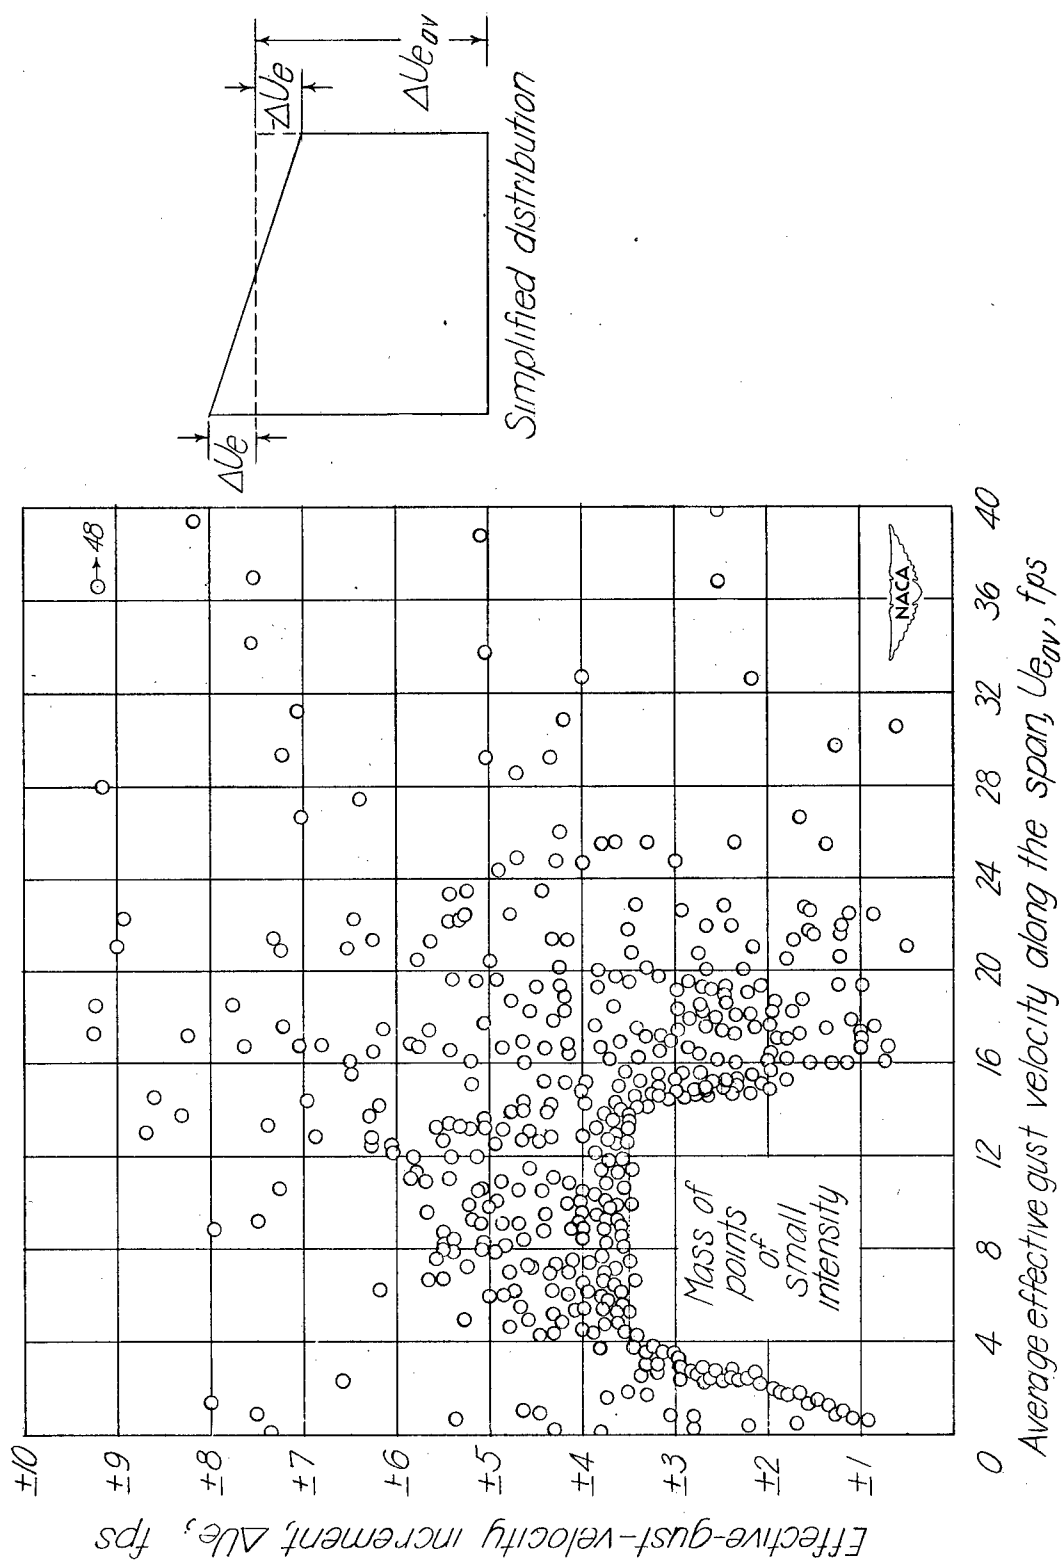 Effective-gust-velocity increment, ΔUe, fps
±10
±9
±8
±7
±6
±5
±4
±3
±2
±1
0
4
8
12
16
20
24
28
32
36
40
Average effective gust velocity along the span, Ueav, fps
48
Mass of
points
of
small
intensity
NACA
ΔUe
-ΔUe
ΔUeav
Simplified distribution